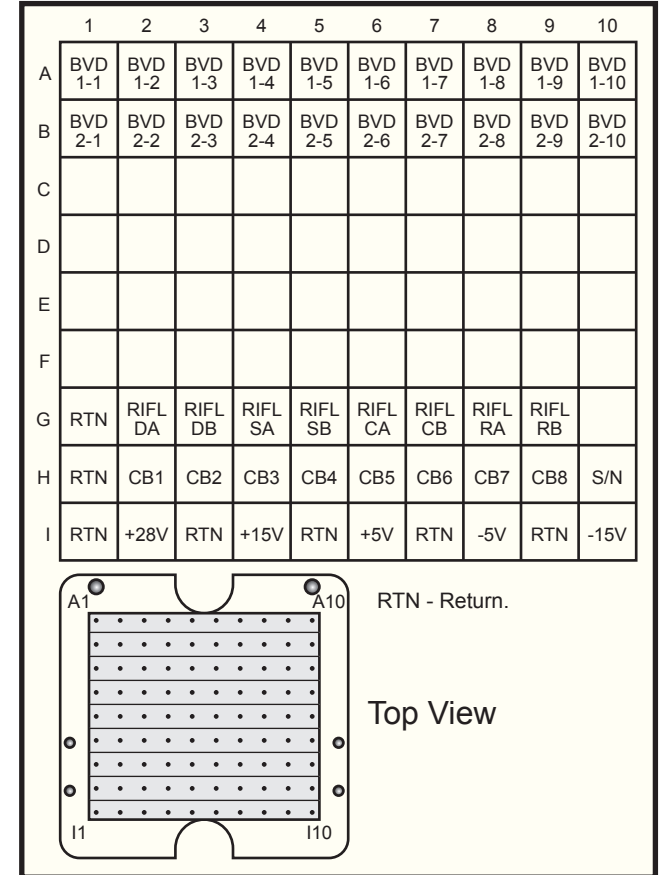 1 2 3 4 5 6 7 8 9 10
A BVD 1-1 BVD 1-2 BVD 1-3 BVD 1-4 BVD 1-5 BVD 1-6 BVD 1-7 BVD 1-8 BVD 1-9 BVD 1-10
B BVD 2-1 BVD 2-2 BVD 2-3 BVD 2-4 BVD 2-5 BVD 2-6 BVD 2-7 BVD 2-8 BVD 2-9 BVD 2-10
C
D
E
F
G RTN RIFL DA RIFL DB RIFL SA RIFL SB RIFL CA RIFL CB RIFL RA RIFL RB
H RTN CB1 CB2 CB3 CB4 CB5 CB6 CB7 CB8 S/N
I RTN +28V RTN +15V RTN +5V RTN -5V RTN -15V
A1 A10 RTN - Return.
Top View
I1 I10